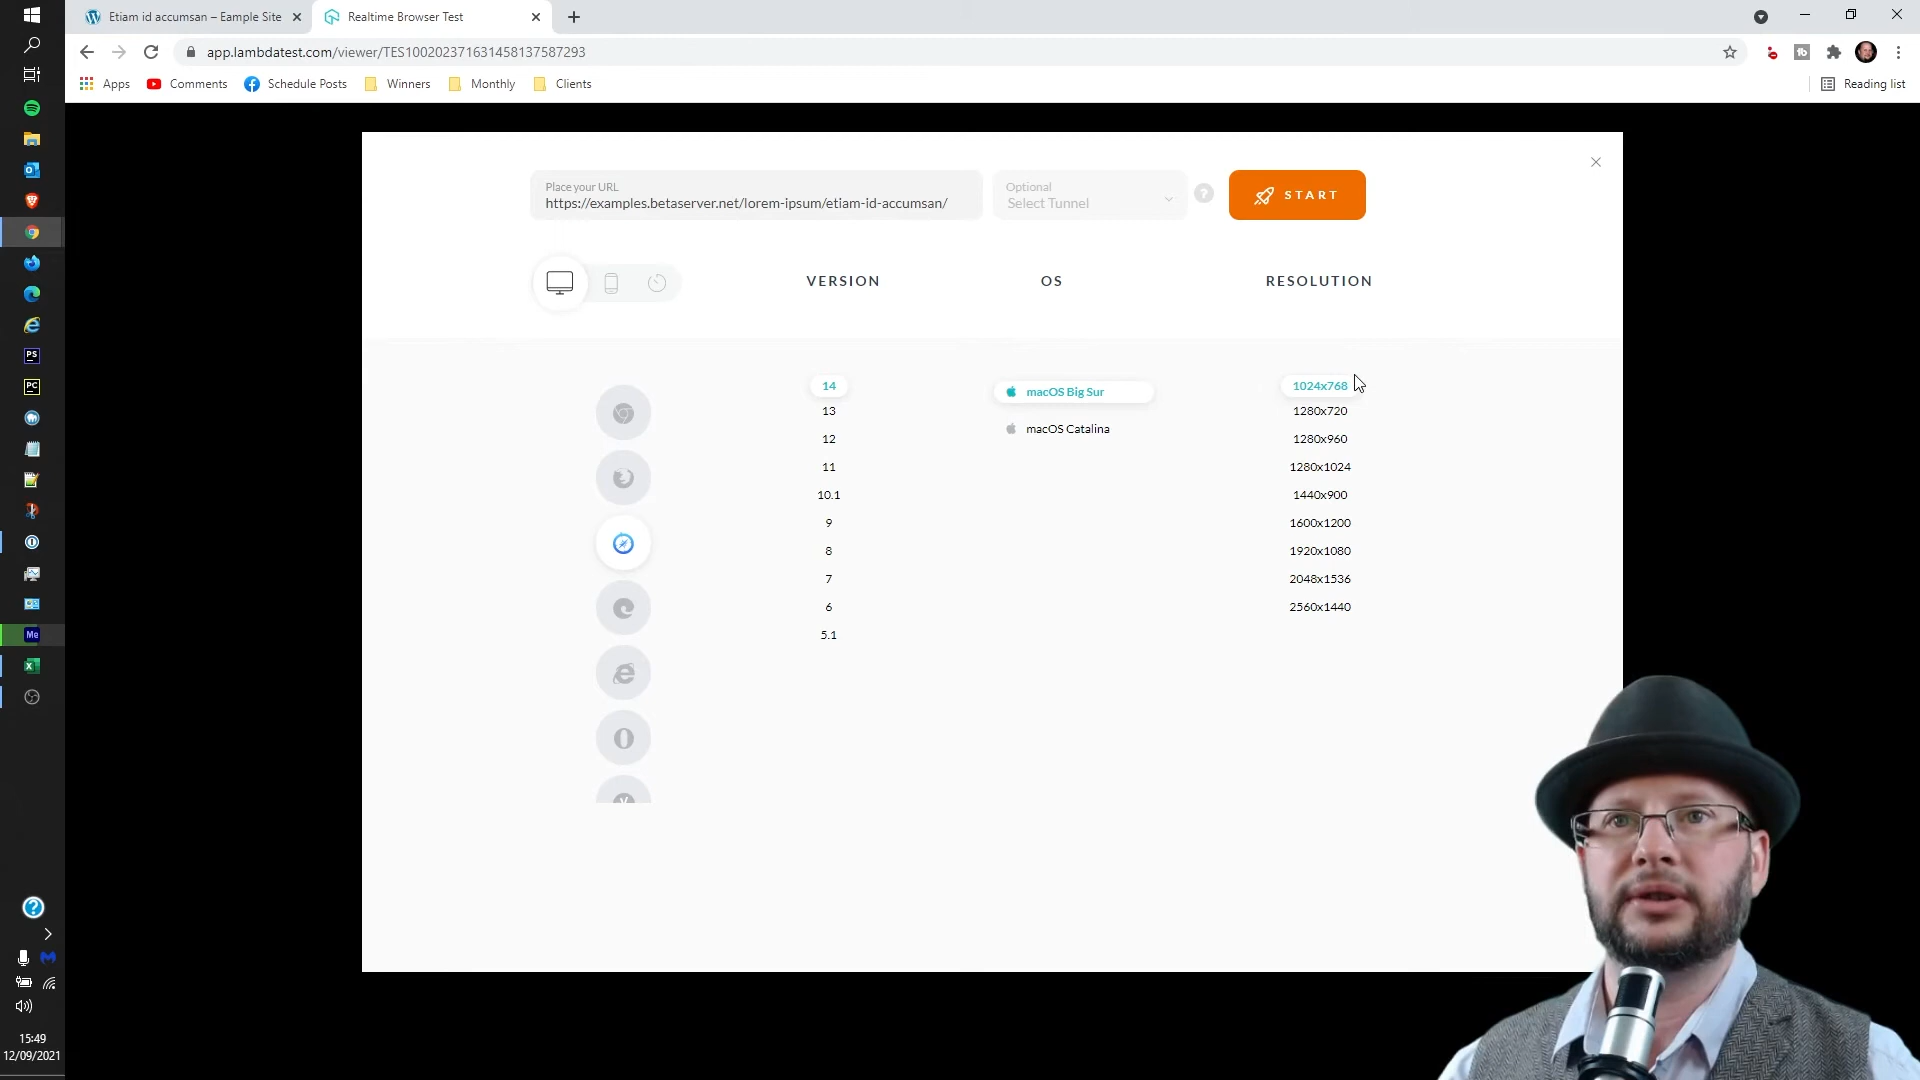 Etiam id accumsan – Eample Site
Realtime Browser Test
app.lambdatest.com/viewer/TES100202371631458137587293
Apps
Comments
Schedule Posts
Winners
Monthly
Clients
Reading list
Place your URL
https://examples.betaserver.net/lorem-ipsum/etiam-id-accumsan/
Optional
Select Tunnel
?
START
VERSION
OS
RESOLUTION
14
13
12
11
10.1
9
8
7
6
5.1
macOS Big Sur
macOS Catalina
1024x768
1280x720
1280x960
1280x1024
1440x900
1600x1200
1920x1080
2048x1536
2560x1440
PS
PC
Me
15:49
12/09/2021